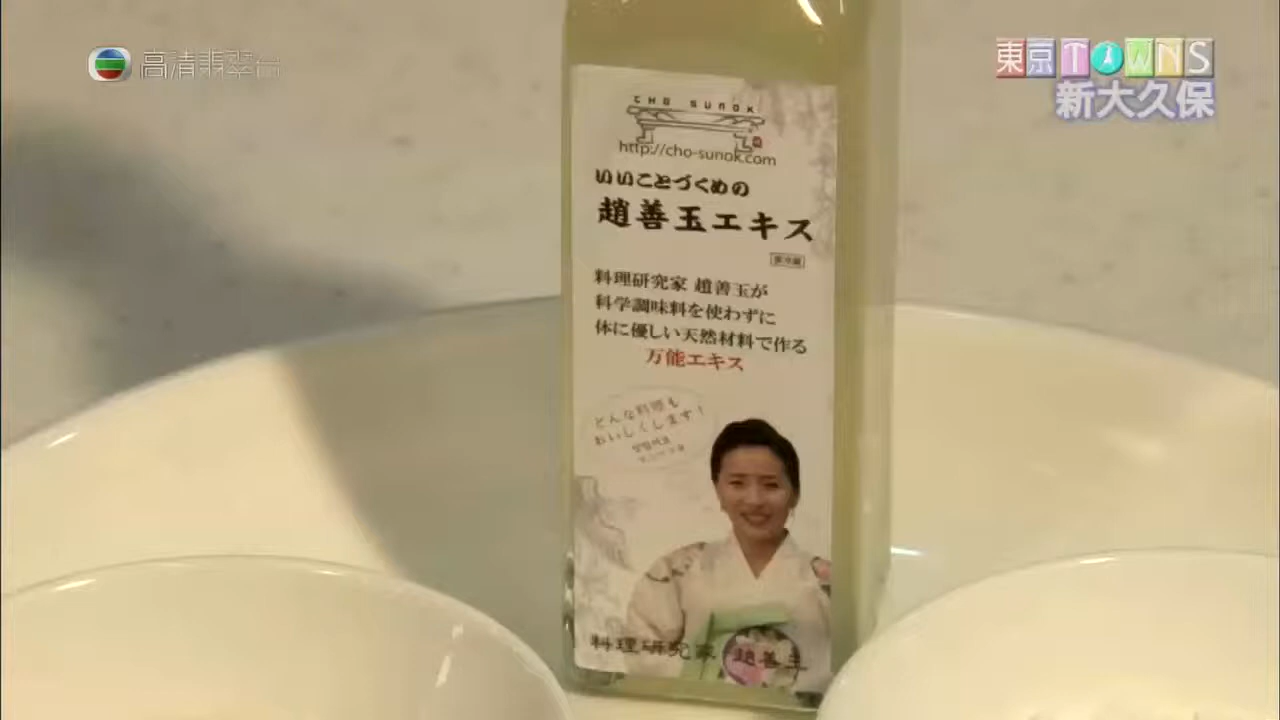 高清翡翠台
東京TOWNS
新大久保
CHO SUNOK
http://cho-sunok.com
いいことづくめの
趙善玉エキス
料理研究家 趙善玉が
科学調味料を使わずに
体に優しい天然材料で作る
万能エキス
どんな料理も
おいしくします!
料理研究家 趙善玉